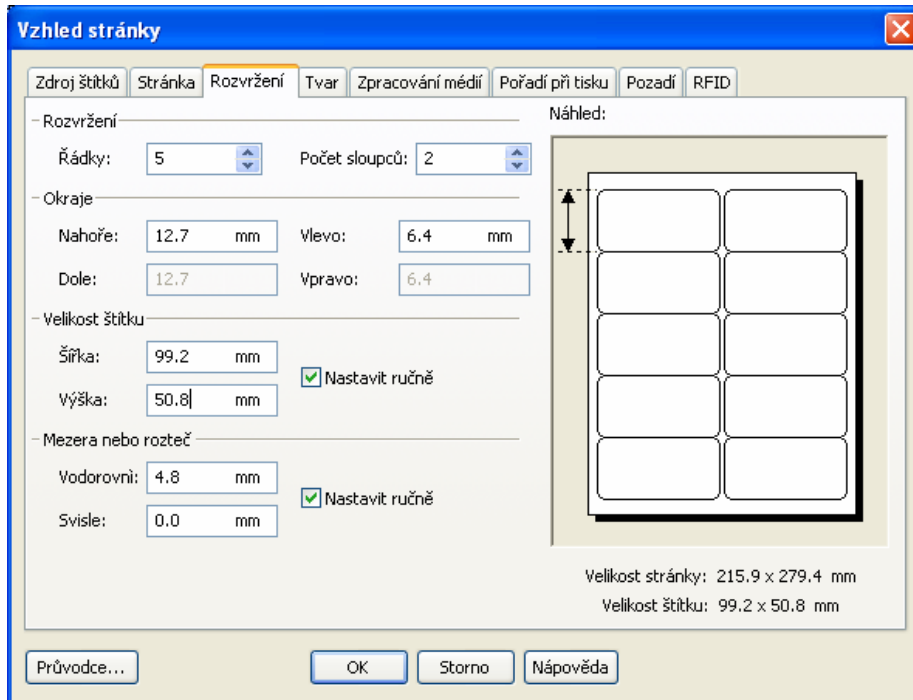 Vzhled stránky
Zdroj štítků Stránka Rozvržení Tvar Zpracování médií Pořadí při tisku Pozadí RFID
Rozvržení
Řádky: 5 Počet sloupců: 2
Okraje
Nahoře: 12.7 mm Vlevo: 6.4 mm
Dole: 12.7 Vpravo: 6.4
Velikost štítku
Šířka: 99.2 mm
Nastavit ručně
Výška: 50.8 mm
Mezera nebo rozteč
Vodorovnì: 4.8 mm
Nastavit ručně
Svisle: 0.0 mm
Náhled:
Velikost stránky: 215.9 x 279.4 mm
Velikost štítku: 99.2 x 50.8 mm
Průvodce... OK Storno Nápověda